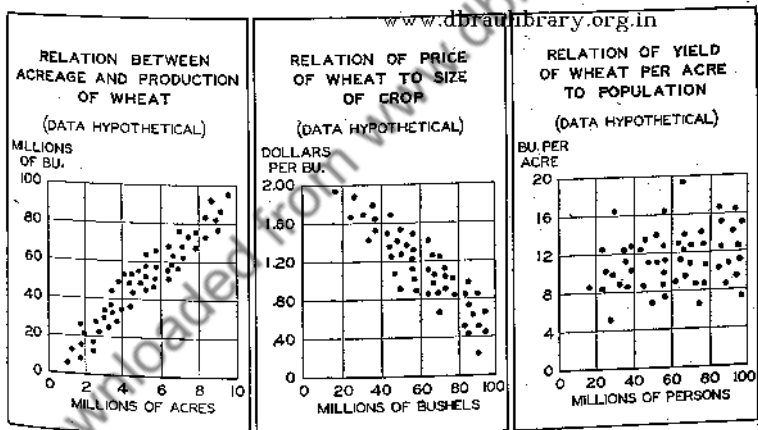 www.dbraulibrary.org.in
RELATION BETWEEN
ACREAGE AND PRODUCTION
OF WHEAT
(DATA HYPOTHETICAL)
MILLIONS
OF BU.
100
80
60
40
20
0
0 2 4 6 8 10
MILLIONS OF ACRES
RELATION OF PRICE
OF WHEAT TO SIZE
OF CROP
(DATA HYPOTHETICAL)
DOLLARS
PER BU.
2.00
1.60
1.20
.80
.40
0
0 20 40 60 80 100
MILLIONS OF BUSHELS
RELATION OF YIELD
OF WHEAT PER ACRE
TO POPULATION
(DATA HYPOTHETICAL)
BU. PER
ACRE
20
16
12
8
4
0
0 20 40 60 80 100
MILLIONS OF PERSONS
wnloaded from www.dbr